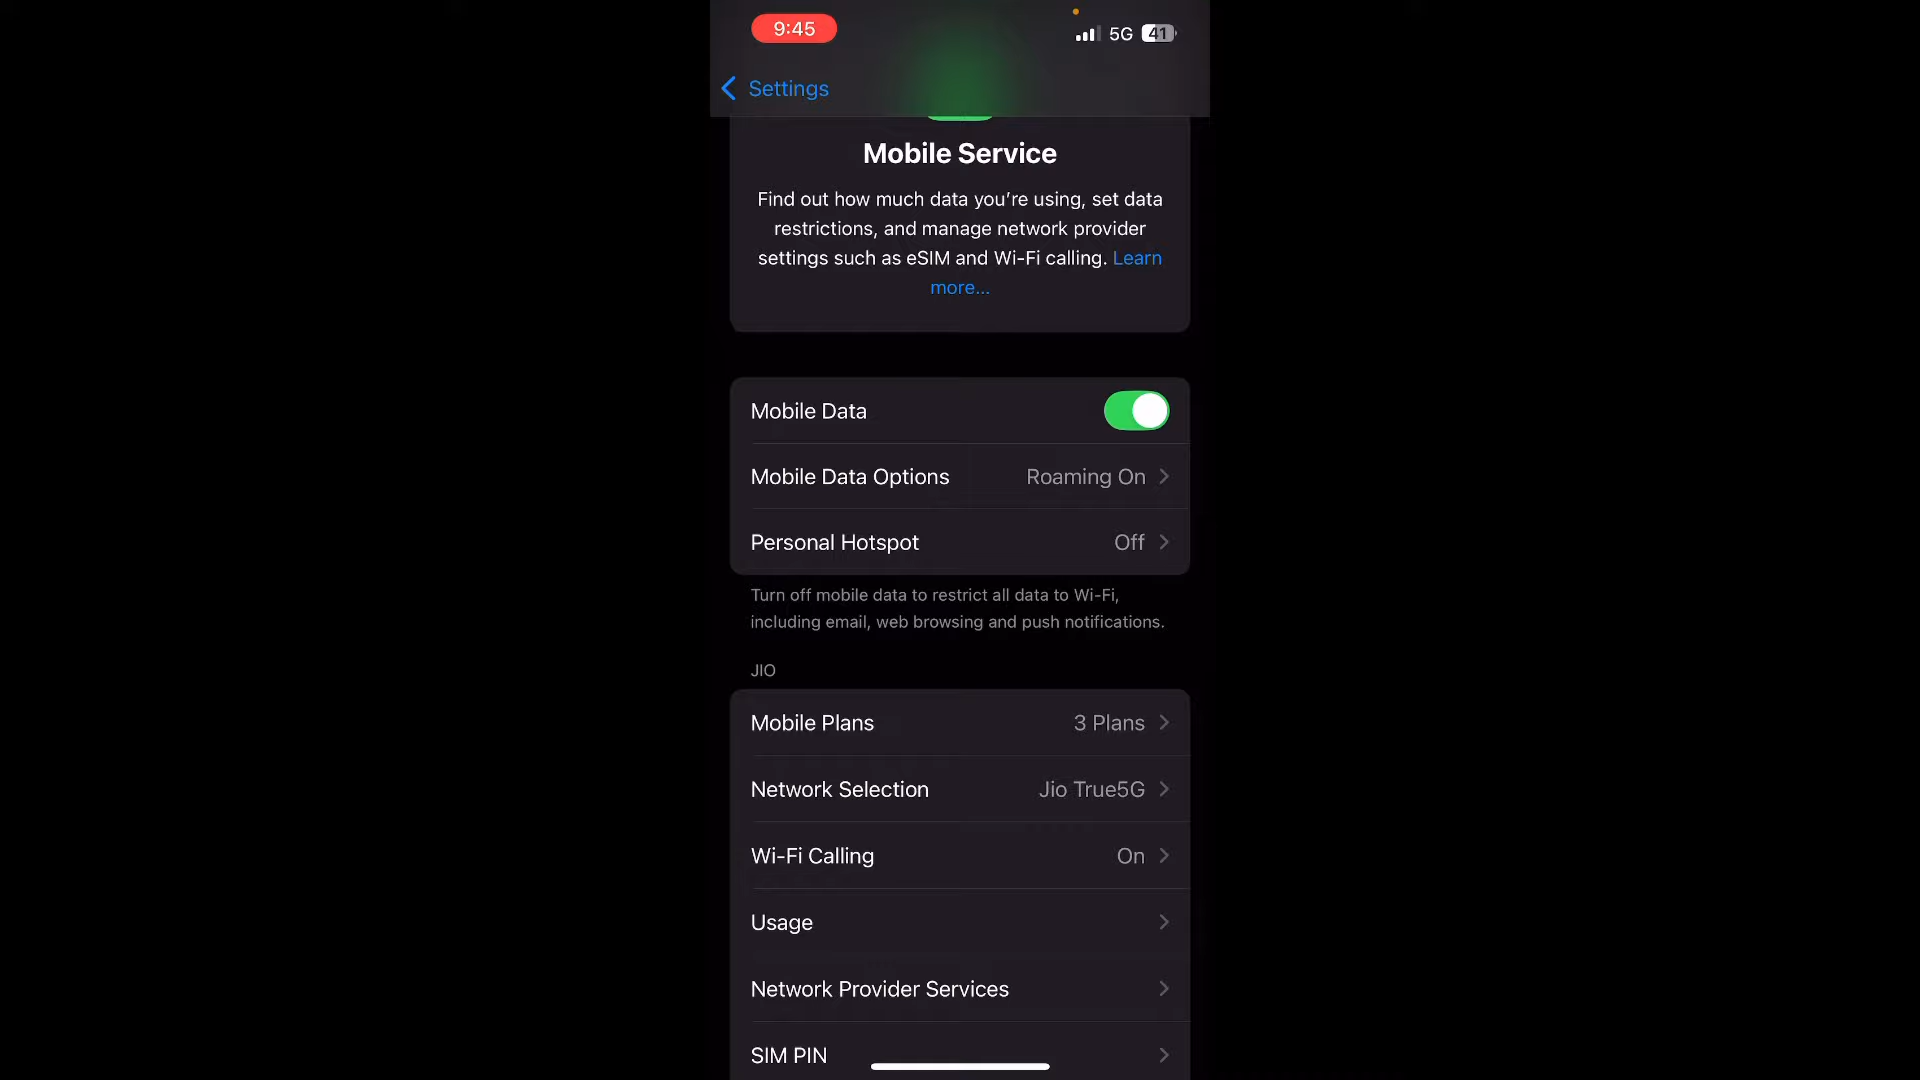 9:45
5G 41
Settings
Mobile Service
Find out how much data you’re using, set data
restrictions, and manage network provider
settings such as eSIM and Wi-Fi calling. Learn
more...
Mobile Data
Mobile Data Options Roaming On
Personal Hotspot Off
Turn off mobile data to restrict all data to Wi-Fi,
including email, web browsing and push notifications.
JIO
Mobile Plans 3 Plans
Network Selection Jio True5G
Wi-Fi Calling On
Usage
Network Provider Services
SIM PIN